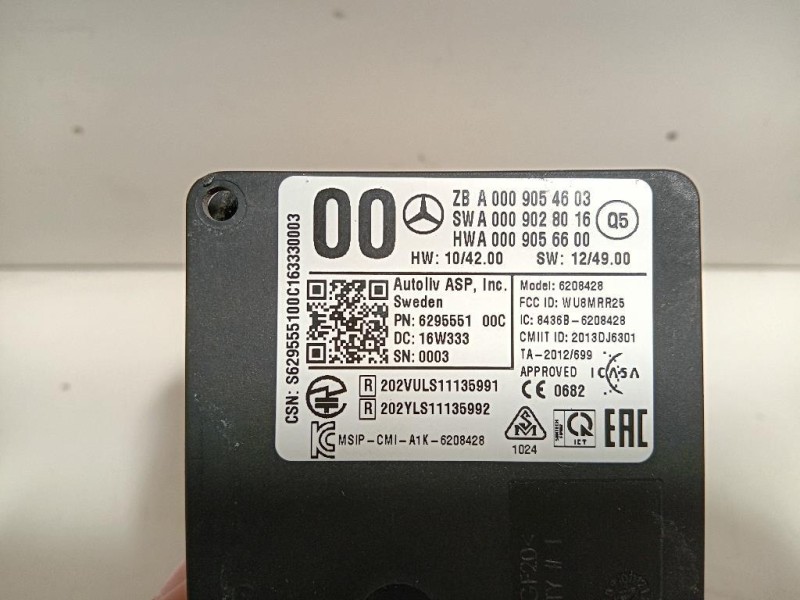 CSN: S629555100C163330003
00
ZB A 000 905 46 03
SW A 000 902 80 16
HW A 000 905 66 00
Q5
HW: 10/42.00 SW: 12/49.00
Autoliv ASP, Inc.
Sweden
PN: 6295551 00C
DC: 16W333
SN: 0003
Model: 6208428
FCC ID: WU8MRR25
IC: 8436B-6208428
CMIIT ID: 2013DJ6301
TA-2012/699
APPROVED ICASA
CE 0682
R 202VULS11135991
R 202YLS11135992
MSIP-CMI-A1K-6208428
1024
ICT
EAC
GF20<